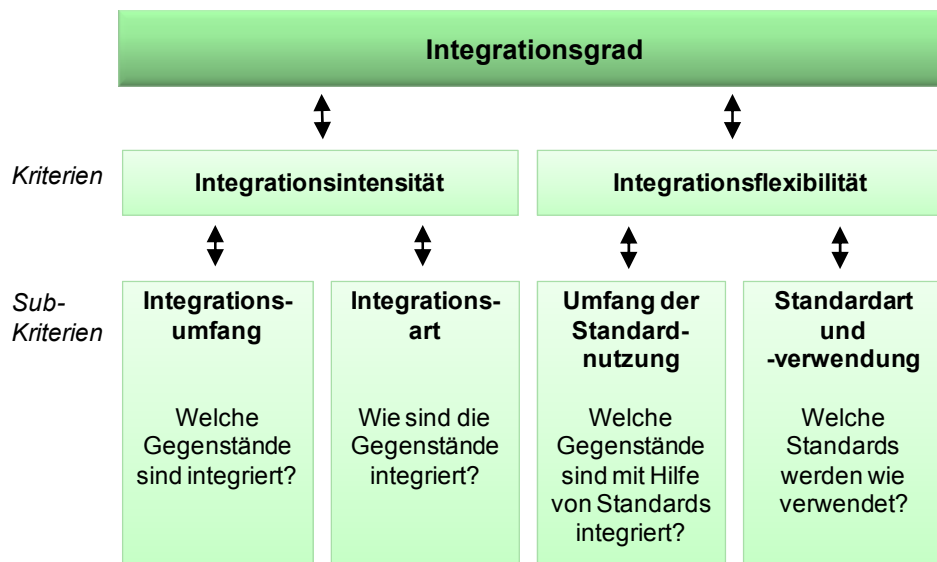 Integrationsgrad
Kriterien
Integrationsintensität
Integrationsflexibilität
Sub-
Kriterien
Integrations-
umfang
Welche
Gegenstände
sind integriert?
Integrations-
art
Wie sind die
Gegenstände
integriert?
Umfang der
Standard-
nutzung
Welche
Gegenstände
sind mit Hilfe
von Standards
integriert?
Standardart
und
-verwendung
Welche
Standards
werden wie
verwendet?